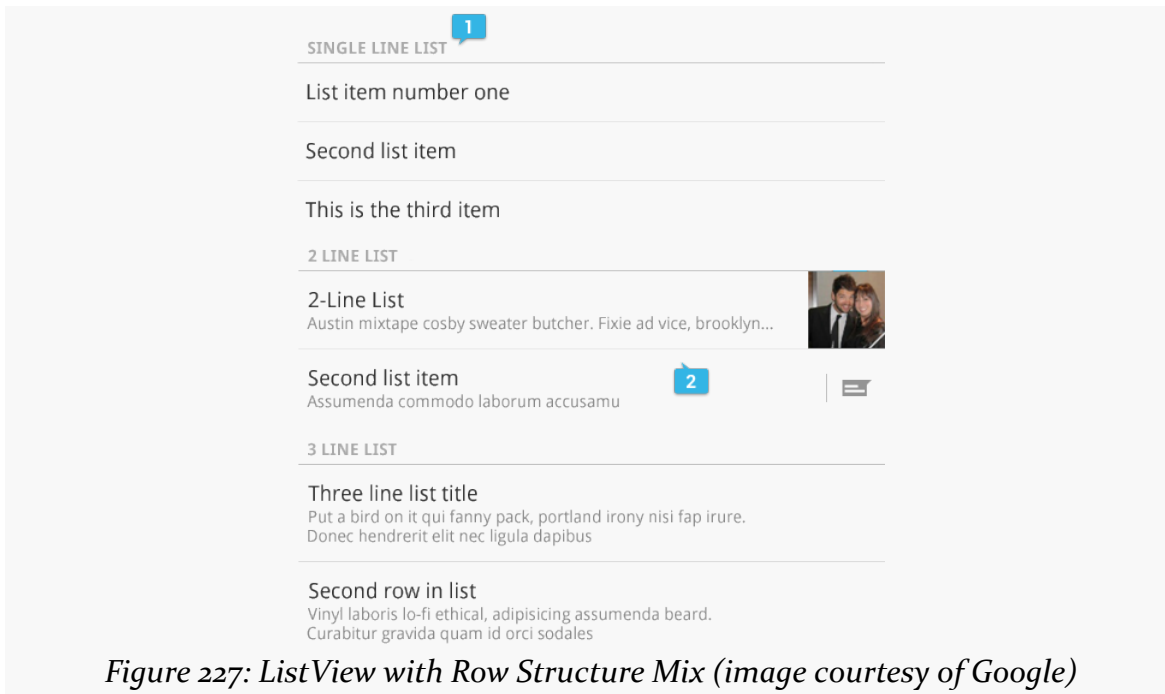 1
SINGLE LINE LIST
List item number one
Second list item
This is the third item
2 LINE LIST
2-Line List
Austin mixtape cosby sweater butcher. Fixie ad vice, brooklyn...
Second list item
2
Assumenda commodo laborum accusamu
3 LINE LIST
Three line list title
Put a bird on it qui fanny pack, portland irony nisi fap irure.
Donec hendrerit elit nec ligula dapibus
Second row in list
Vinyl laboris lo-fi ethical, adipisicing assumenda beard.
Curabitur gravida quam id orci sodales
Figure 227: ListView with Row Structure Mix (image courtesy of Google)